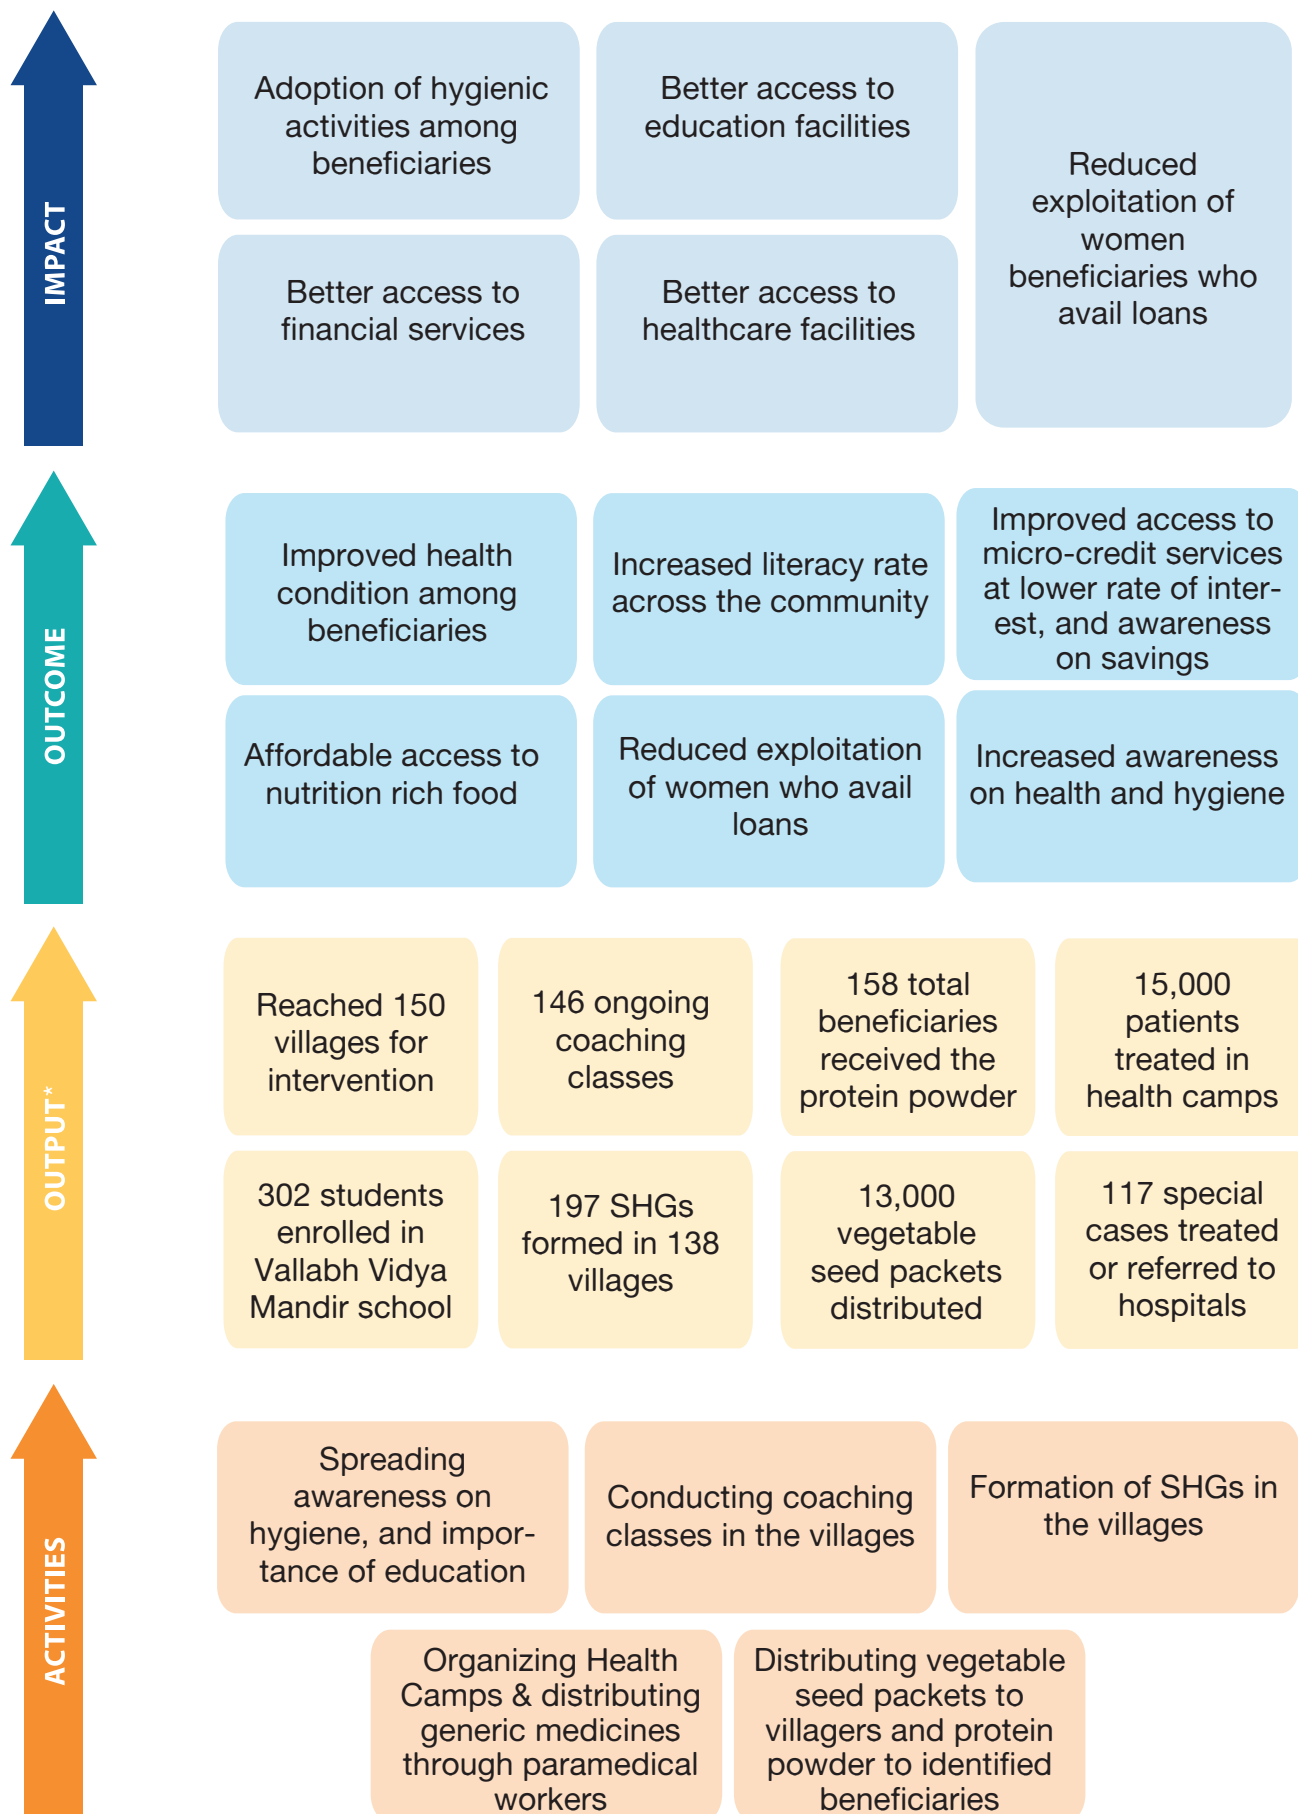 IMPACT
Adoption of hygienic
activities among
beneficiaries
Better access to
education facilities
Reduced
exploitation of
women
beneficiaries who
avail loans
Better access to
financial services
Better access to
healthcare facilities
OUTCOME
Improved health
condition among
beneficiaries
Increased literacy rate
across the community
Improved access to
micro-credit services
at lower rate of inter-
est, and awareness
on savings
Affordable access to
nutrition rich food
Reduced exploitation
of women who avail
loans
Increased awareness
on health and hygiene
OUTPUT*
Reached 150
villages for
intervention
146 ongoing
coaching
classes
158 total
beneficiaries
received the
protein powder
15,000
patients
treated in
health camps
302 students
enrolled in
Vallabh Vidya
Mandir school
197 SHGs
formed in 138
villages
13,000
vegetable
seed packets
distributed
117 special
cases treated
or referred to
hospitals
ACTIVITIES
Spreading
awareness on
hygiene, and impor-
tance of education
Conducting coaching
classes in the villages
Formation of SHGs in
the villages
Organizing Health
Camps & distributing
generic medicines
through paramedical
workers
Distributing vegetable
seed packets to
villagers and protein
powder to identified
beneficiaries